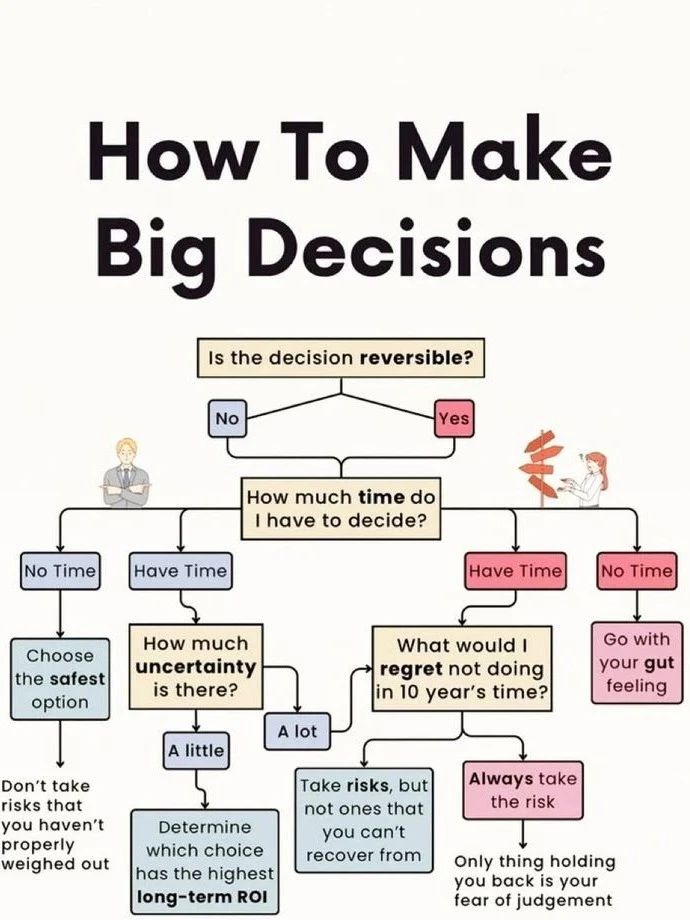 How To Make
Big Decisions
Is the decision reversible?
No
Yes
How much time do
I have to decide?
No Time
Have Time
Have Time
No Time
Choose
the safest
option
How much
uncertainty
is there?
What would I
regret not doing
in 10 year's time?
Go with
your gut
feeling
A lot
A little
Don't take
risks that
you haven't
properly
weighed out
Determine
which choice
has the highest
long-term ROI
Take risks, but
not ones that
you can't
recover from
Always take
the risk
Only thing holding
you back is your
fear of judgement